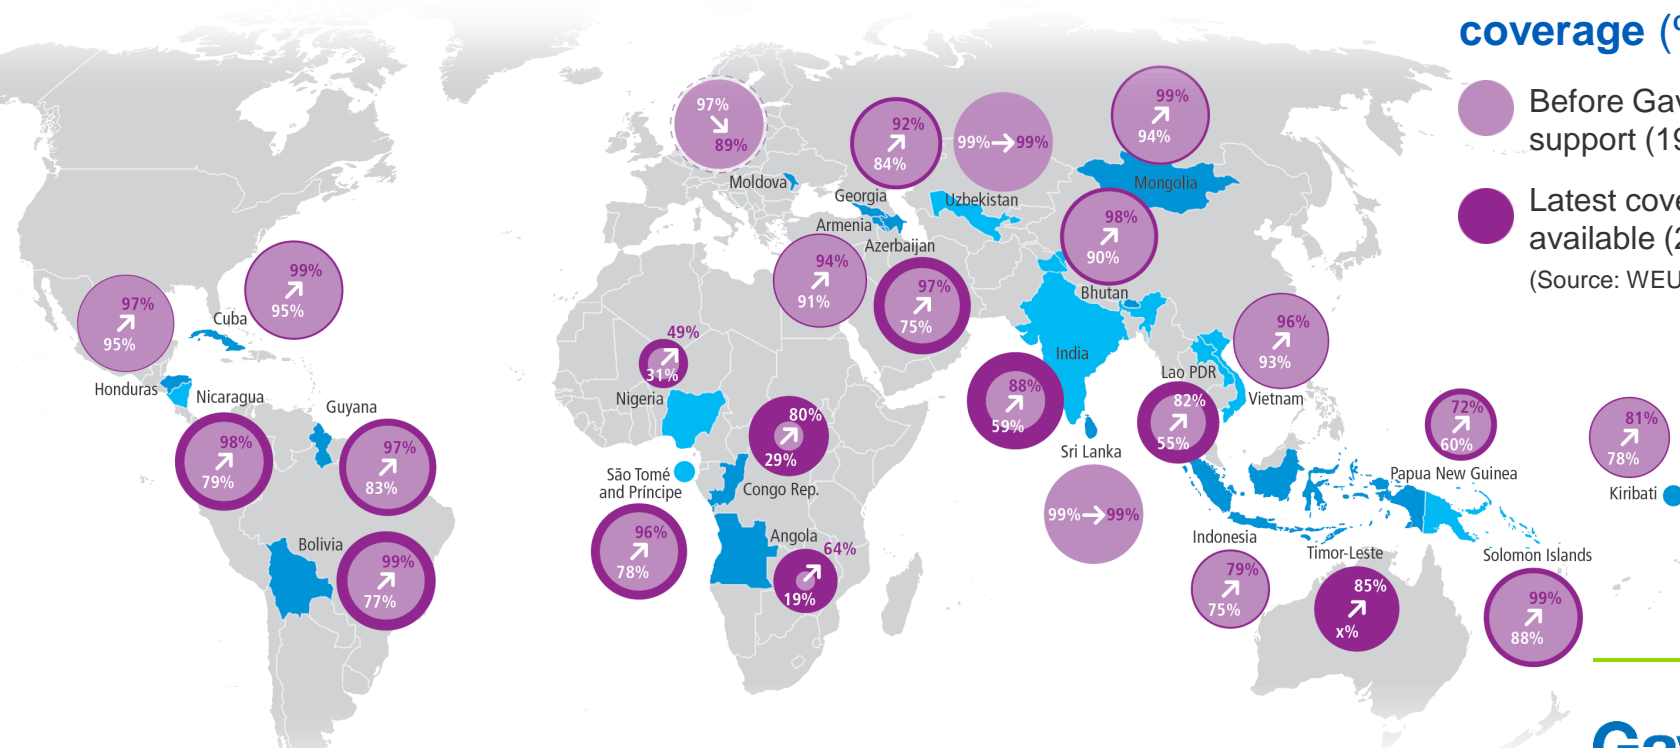 coverage (%
Before Gav
support (19
Latest cove
available (2
(Source: WEU
97%
89%
Moldova
92%
84%
Georgia
99% 99%
Uzbekistan
99%
94%
Mongolia
Armenia
94%
91%
Azerbaijan
97%
75%
98%
90%
Bhutan
99%
95%
Cuba
97%
95%
Honduras
Nicaragua
98%
79%
Guyana
97%
83%
Bolivia
99%
77%
49%
31%
Nigeria
80%
29%
Congo Rep.
São Tomé
and Príncipe
96%
78%
Angola
64%
19%
India
88%
59%
Sri Lanka
99% 99%
Lao PDR
82%
55%
96%
93%
Vietnam
72%
60%
Papua New Guinea
81%
78%
Kiribati
Indonesia
79%
75%
Timor-Leste
85%
x%
Solomon Islands
99%
88%